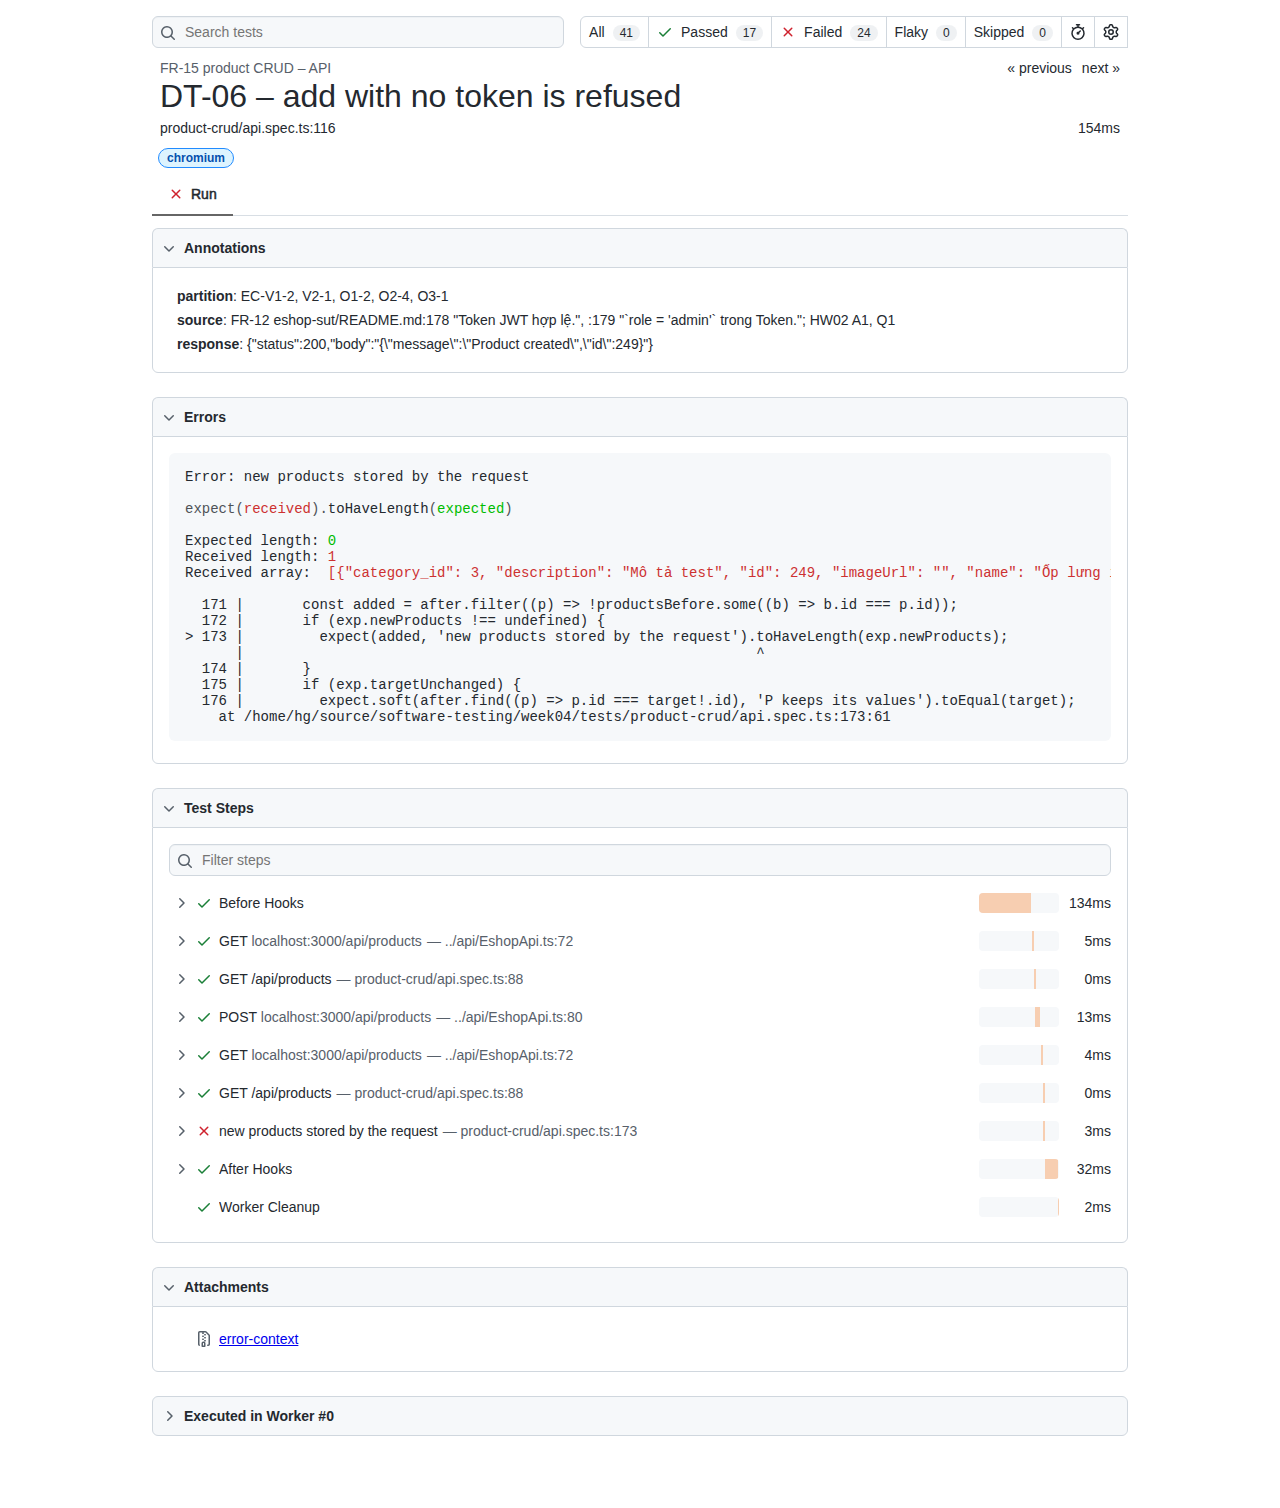 Search tests
All 41 Passed 17 Failed 24 Flaky 0 Skipped 0
FR-15 product CRUD – API
« previous next »
DT-06 – add with no token is refused
product-crud/api.spec.ts:116
154ms
chromium
Run
Annotations
partition: EC-V1-2, V2-1, O1-2, O2-4, O3-1
source: FR-12 eshop-sut/README.md:178 "Token JWT hợp lệ.", :179 "`role = 'admin'` trong Token."; HW02 A1, Q1
response: {"status":200,"body":"{\"message\":\"Product created\",\"id\":249}"}
Errors
Error: new products stored by the request
expect(received).toHaveLength(expected)
Expected length: 0
Received length: 1
Received array:  [{"category_id": 3, "description": "Mô tả test", "id": 249, "imageUrl": "", "name": "Ốp lưng
171 |       const added = after.filter((p) => !productsBefore.some((b) => b.id === p.id));
172 |       if (exp.newProducts !== undefined) {
> 173 |         expect(added, 'new products stored by the request').toHaveLength(exp.newProducts);
|                                                             ^
174 |       }
175 |       if (exp.targetUnchanged) {
176 |         expect.soft(after.find((p) => p.id === target!.id), 'P keeps its values').toEqual(target);
at /home/hg/source/software-testing/week04/tests/product-crud/api.spec.ts:173:61
Test Steps
Filter steps
Before Hooks 134ms
GET localhost:3000/api/products — ../api/EshopApi.ts:72 5ms
GET /api/products — product-crud/api.spec.ts:88 0ms
POST localhost:3000/api/products — ../api/EshopApi.ts:80 13ms
GET localhost:3000/api/products — ../api/EshopApi.ts:72 4ms
GET /api/products — product-crud/api.spec.ts:88 0ms
new products stored by the request — product-crud/api.spec.ts:173 3ms
After Hooks 32ms
Worker Cleanup 2ms
Attachments
error-context
Executed in Worker #0